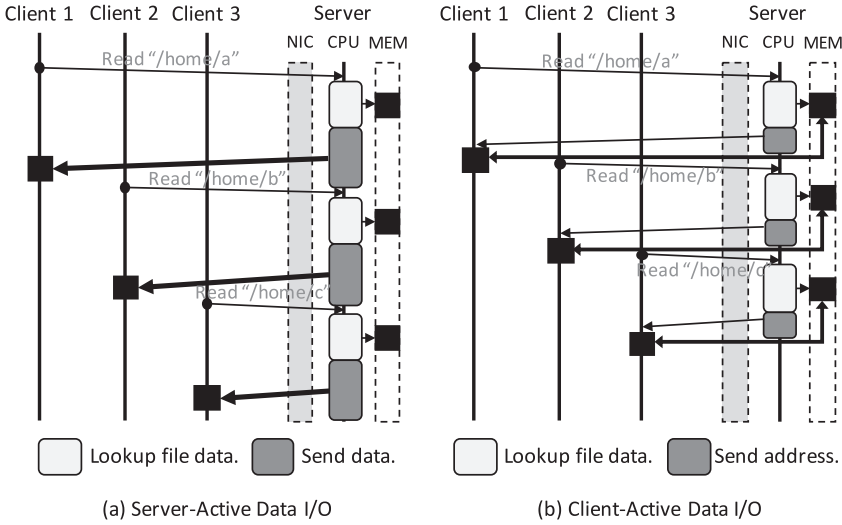 Client 1 Client 2 Client 3 Server
NIC CPU MEM
Read “/home/a”
Read “/home/b”
Read “/home/c”
Lookup file data. Send data.
(a) Server-Active Data I/O
Client 1 Client 2 Client 3 Server
NIC CPU MEM
Read “/home/a”
Read “/home/b”
Read “/home/c
Lookup file data. Send address.
(b) Client-Active Data I/O